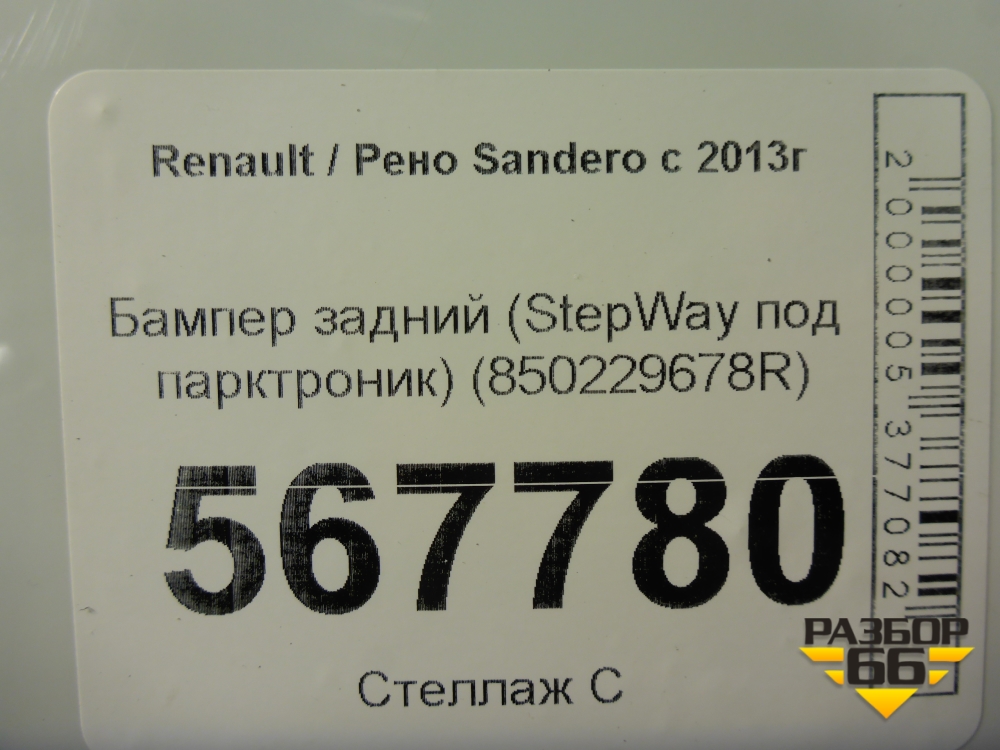 Renault / Рено Sandero с 2013г
Бампер задний (StepWay под
парктроник) (850229678R)
567780
Стеллаж С
2000005377082
РАЗБОР
66